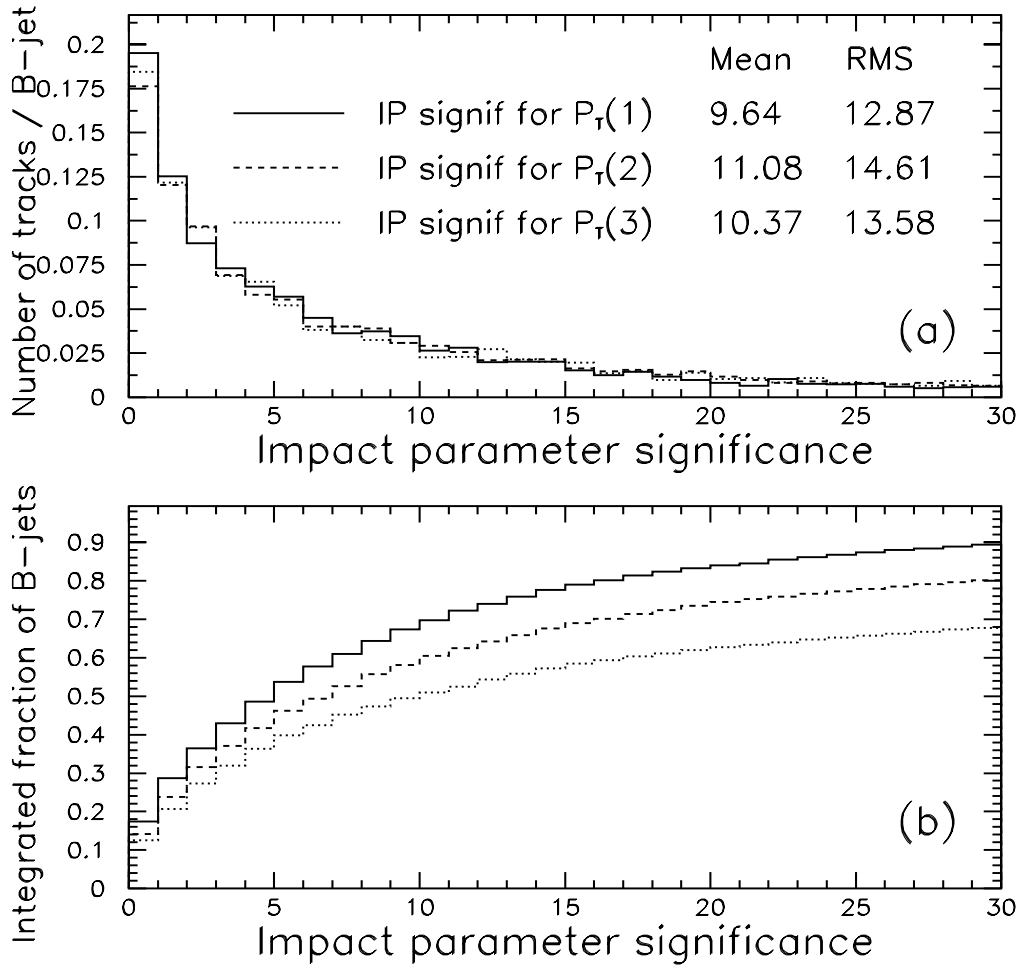 Number of tracks / B-jet
0.2
0.175
0.15
0.125
0.1
0.075
0.05
0.025
0
Mean RMS
IP signif for P_T(1) 9.64 12.87
IP signif for P_T(2) 11.08 14.61
IP signif for P_T(3) 10.37 13.58
(a)
0 5 10 15 20 25 30
Impact parameter significance
Integrated fraction of B-jets
0.9
0.8
0.7
0.6
0.5
0.4
0.3
0.2
0.1
0
(b)
0 5 10 15 20 25 30
Impact parameter significance